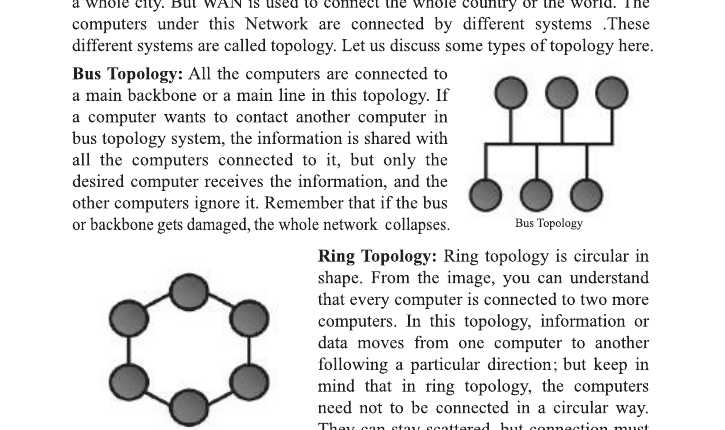 a whole city. But WAN is used to connect the whole country or the world. The
computers under this Network are connected by different systems .These
different systems are called topology. Let us discuss some types of topology here.
Bus Topology: All the computers are connected to
a main backbone or a main line in this topology. If
a computer wants to contact another computer in
bus topology system, the information is shared with
all the computers connected to it, but only the
desired computer receives the information, and the
other computers ignore it. Remember that if the bus
or backbone gets damaged, the whole network collapses.
Bus Topology
Ring Topology: Ring topology is circular in
shape. From the image, you can understand
that every computer is connected to two more
computers. In this topology, information or
data moves from one computer to another
following a particular direction; but keep in
mind that in ring topology, the computers
need not to be connected in a circular way.
They can stay scattered, but connection must